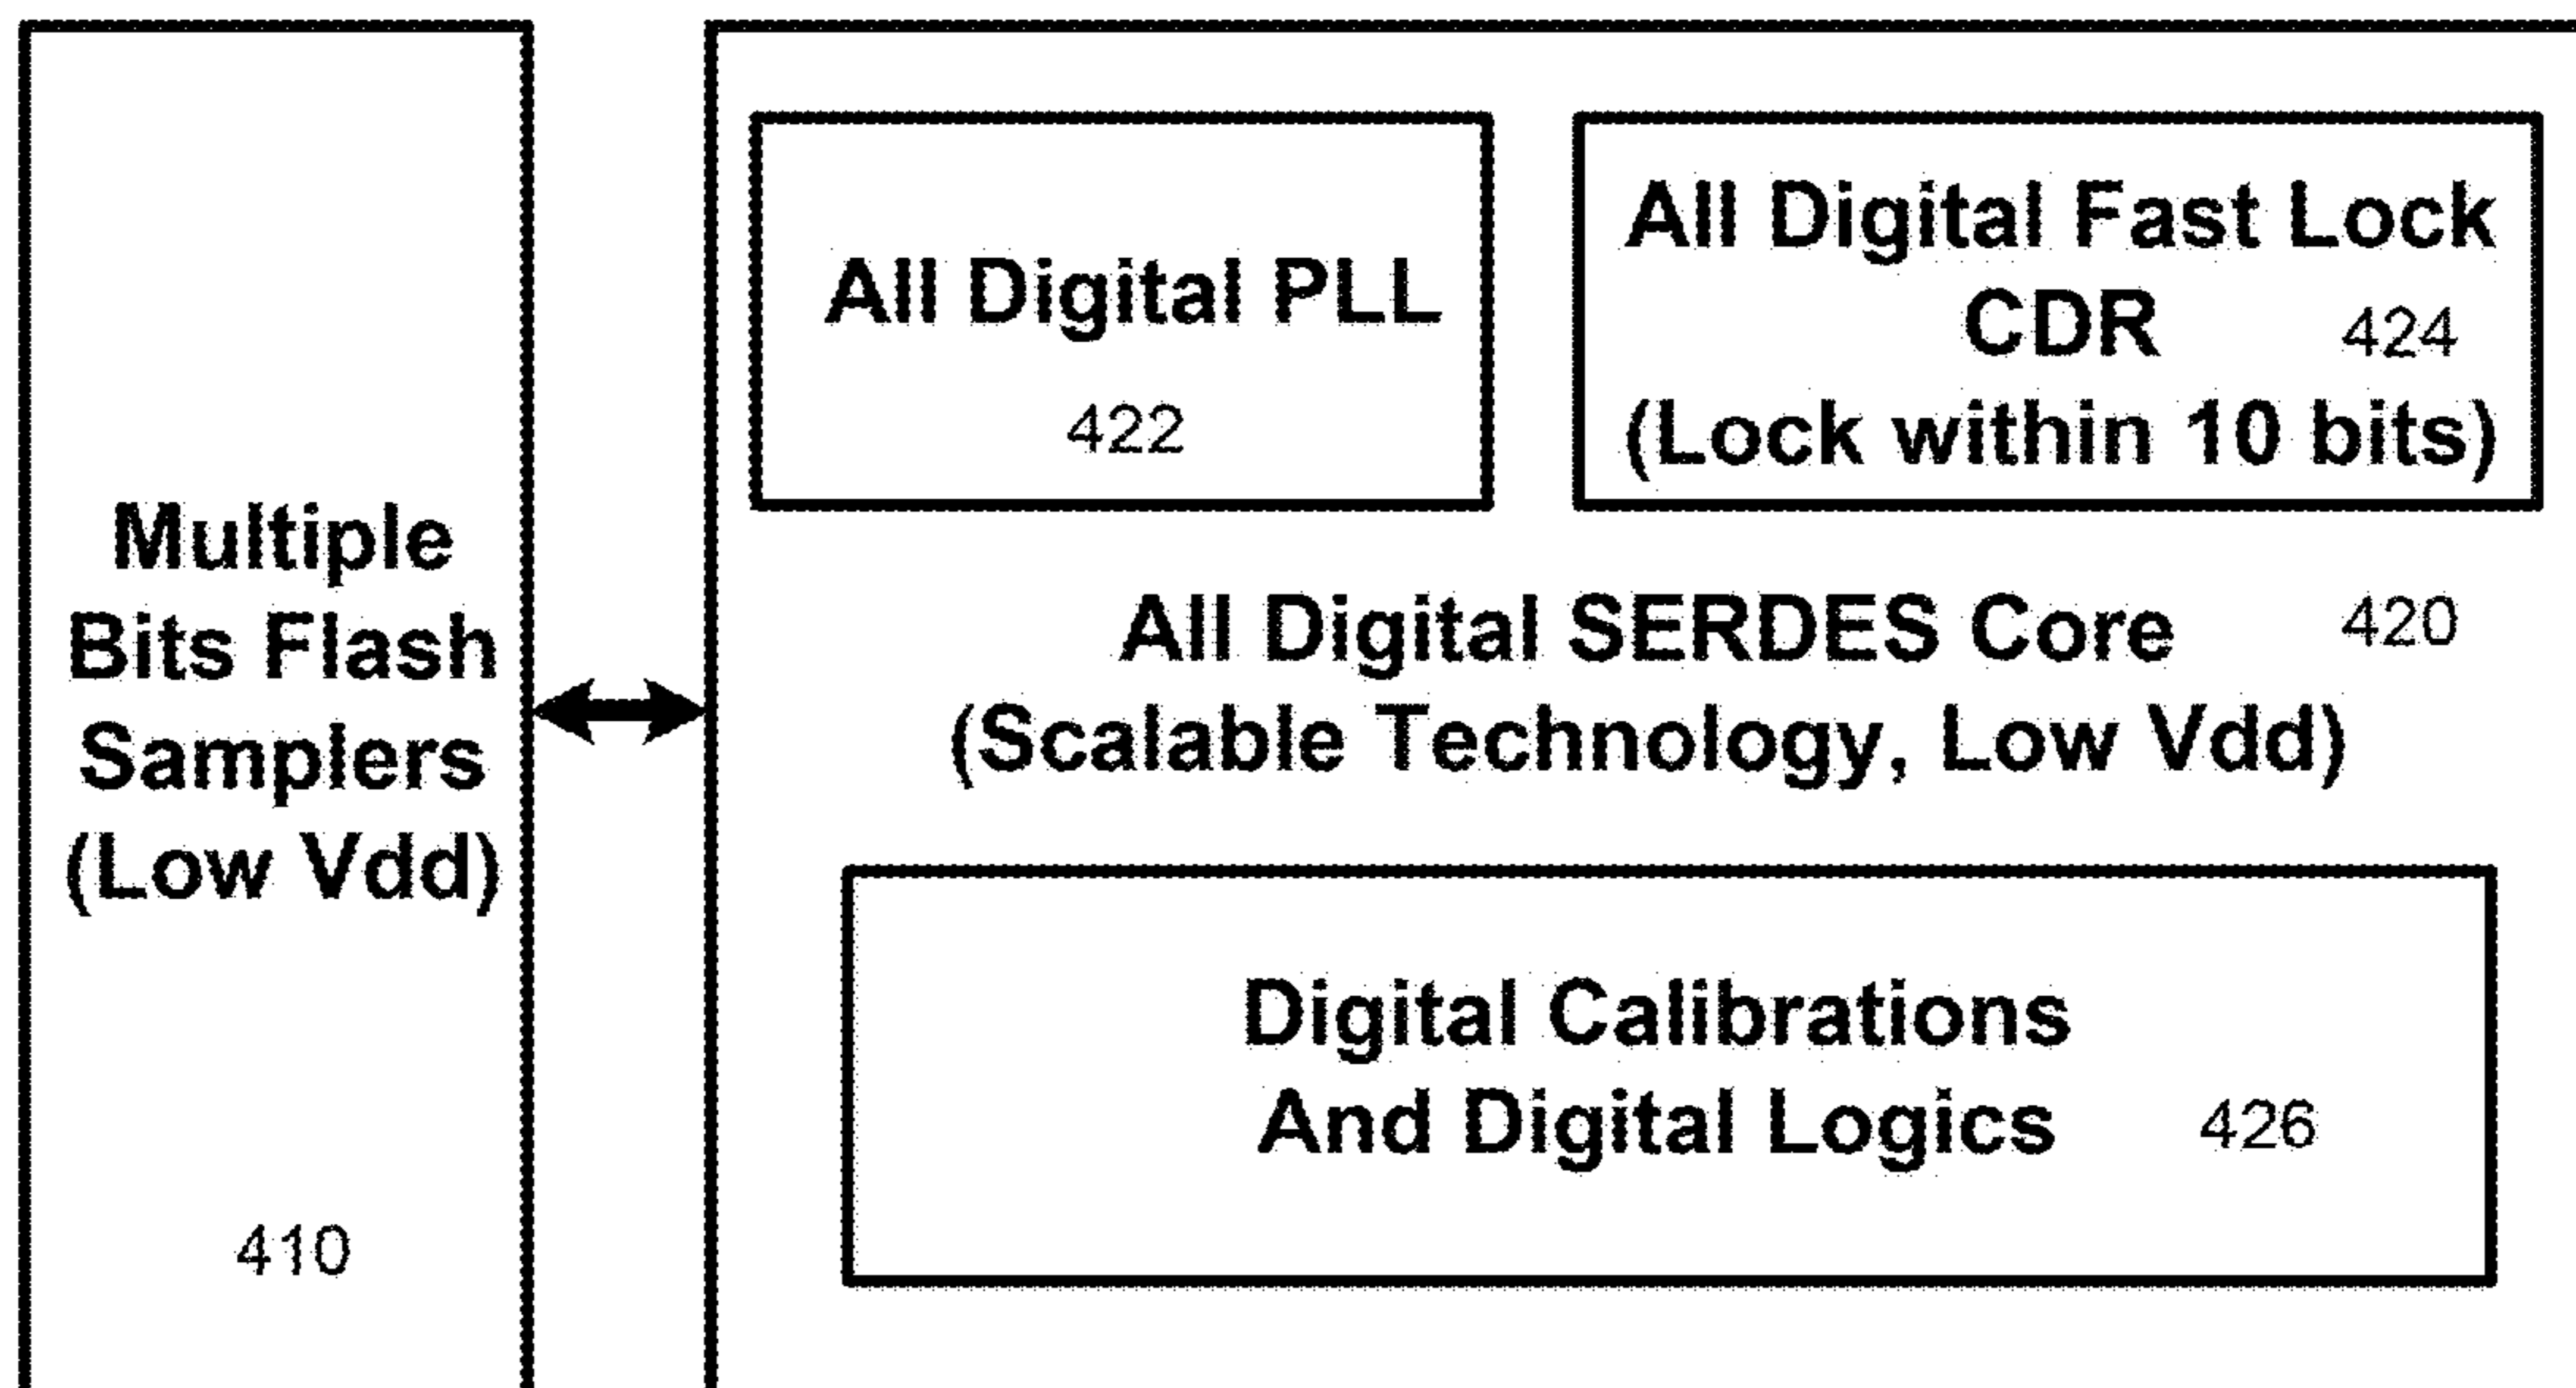 Multiple
Bits Flash
Samplers
(Low Vdd)
410
All Digital PLL
422
All Digital Fast Lock
CDR 424
(Lock within 10 bits)
All Digital SERDES Core 420
(Scalable Technology, Low Vdd)
Digital Calibrations
And Digital Logics 426